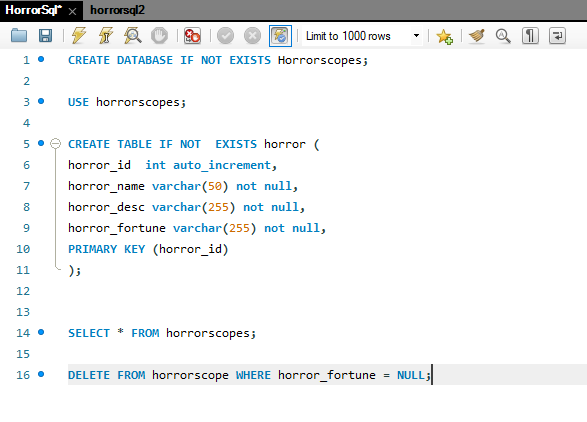 HorrorSql* × horrorsql2
Limit to 1000 rows
1 CREATE DATABASE IF NOT EXISTS Horrorscopes;
2
3 USE horrorscopes;
4
5 CREATE TABLE IF NOT  EXISTS horror (
6 horror_id  int auto_increment,
7 horror_name varchar(50) not null,
8 horror_desc varchar(255) not null,
9 horror_fortune varchar(255) not null,
10 PRIMARY KEY (horror_id)
11 );
12
13
14 SELECT * FROM horrorscopes;
15
16 DELETE FROM horrorscope WHERE horror_fortune = NULL;